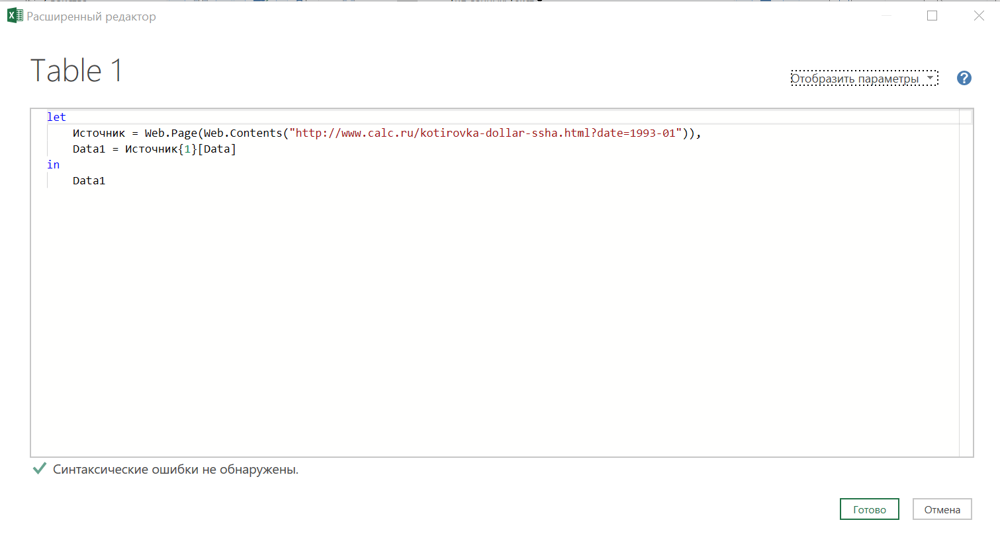 Расширенный редактор
Table 1
Отобразить параметры
let
Источник = Web.Page(Web.Contents("http://www.calc.ru/kotirovka-dollar-ssha.html?date=1993-01")),
Data1 = Источник{1}[Data]
in
Data1
Синтаксические ошибки не обнаружены.
Готово
Отмена